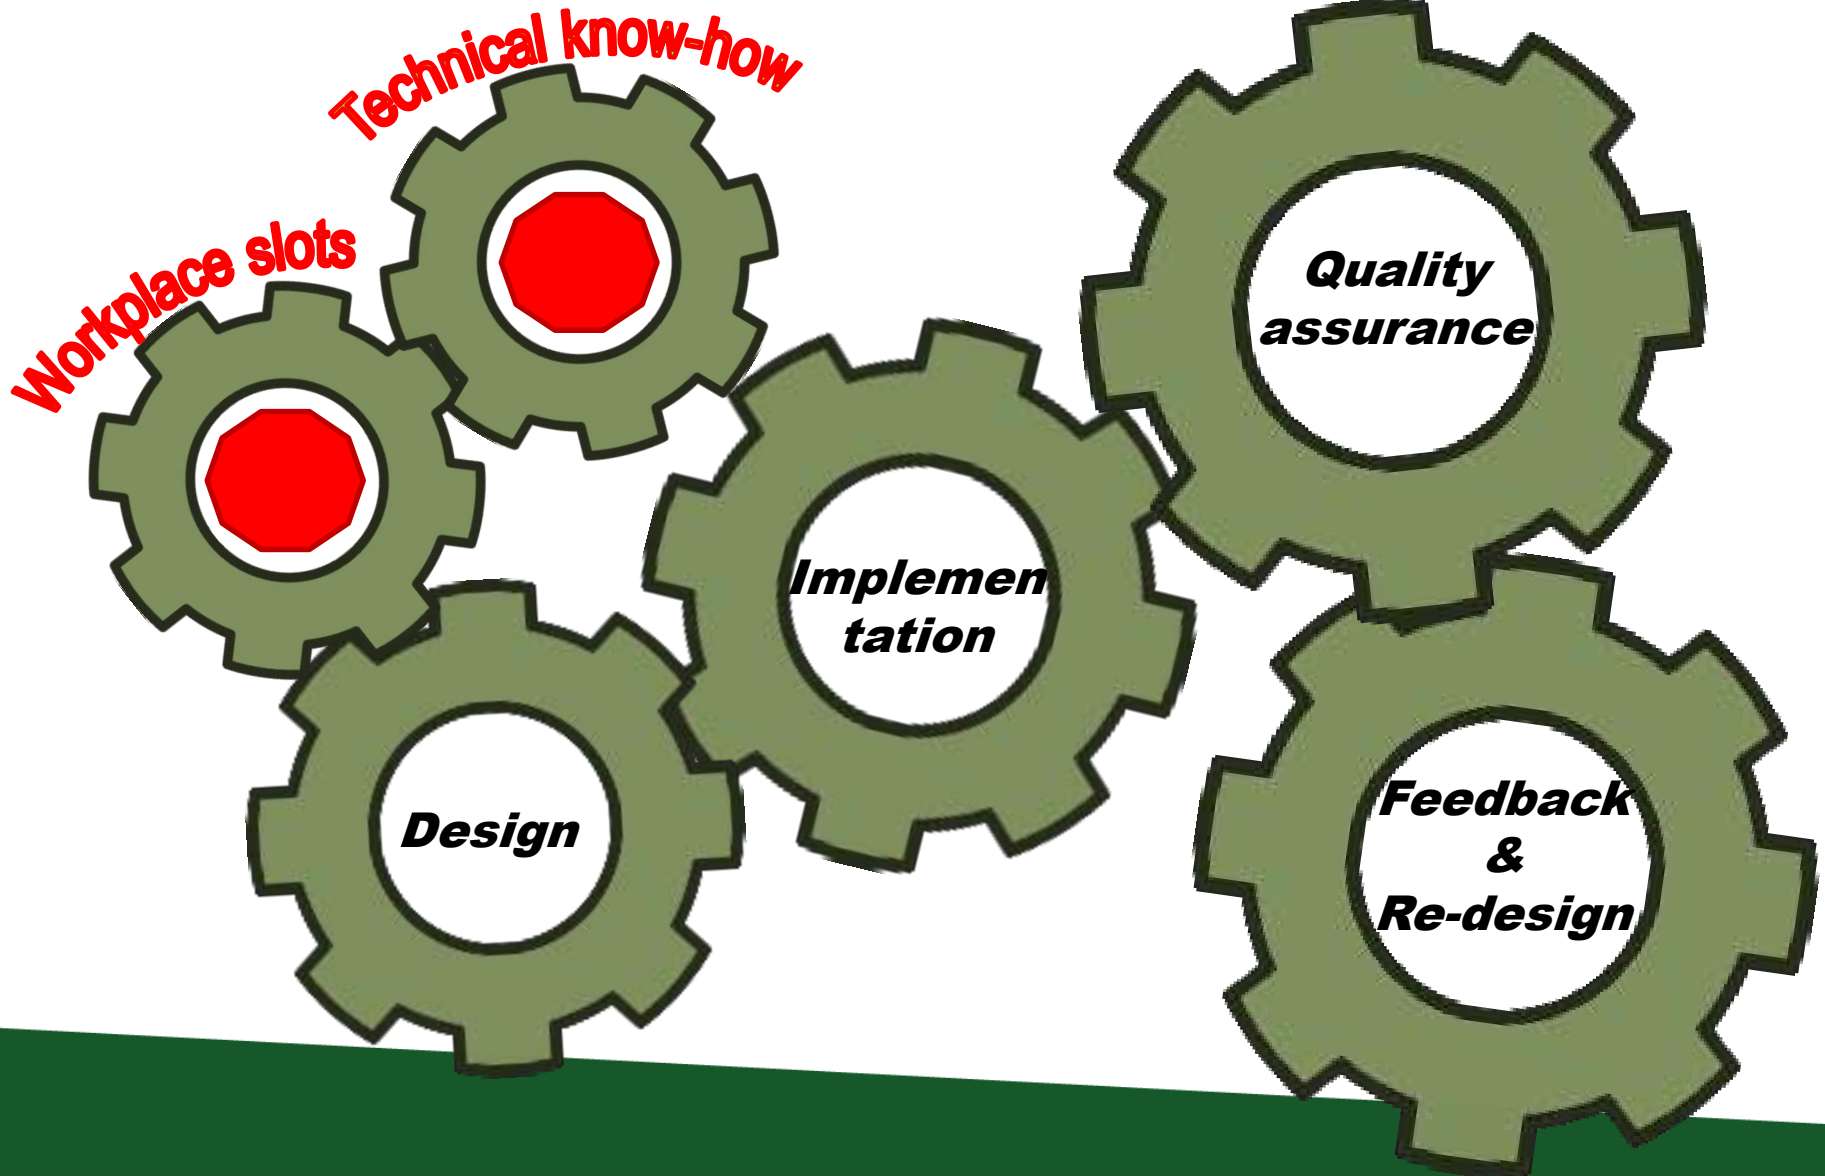 Technical know-how
Workplace slots
Quality
assurance
Implemen
tation
Design
Feedback
&
Re-design